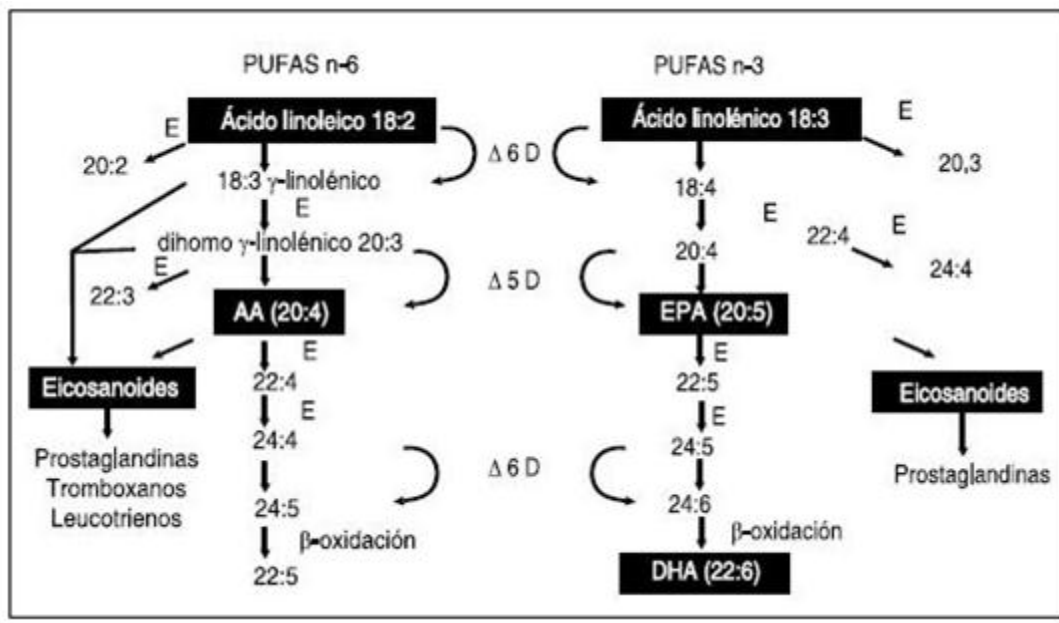 PUFAS n-6
PUFAS n-3
Ácido linoleico 18:2
Ácido linolénico 18:3
E
E
Δ 6 D
20:2
20,3
18:3 γ-linolénico
18:4
E
E
22:4
E
dihomo γ-linolénico 20:3
20:4
24:4
E
22:3
Δ 5 D
AA (20:4)
EPA (20:5)
E
E
22:4
22:5
Eicosanoides
Eicosanoides
E
E
24:4
24:5
Prostaglandinas
Tromboxanos
Leucotrienos
Δ 6 D
Prostaglandinas
24:5
24:6
β-oxidación
β-oxidación
22:5
DHA (22:6)